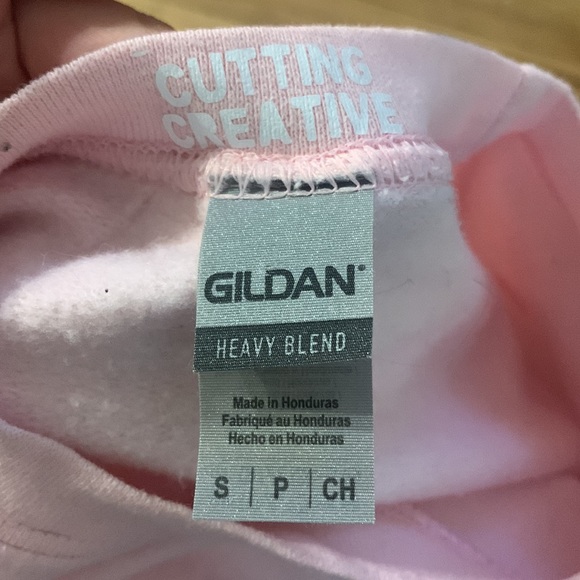 CUTTING
CREATIVE
GILDAN®
HEAVY BLEND
Made in Honduras
Fabriqué au Honduras
Hecho en Honduras
S | P | CH